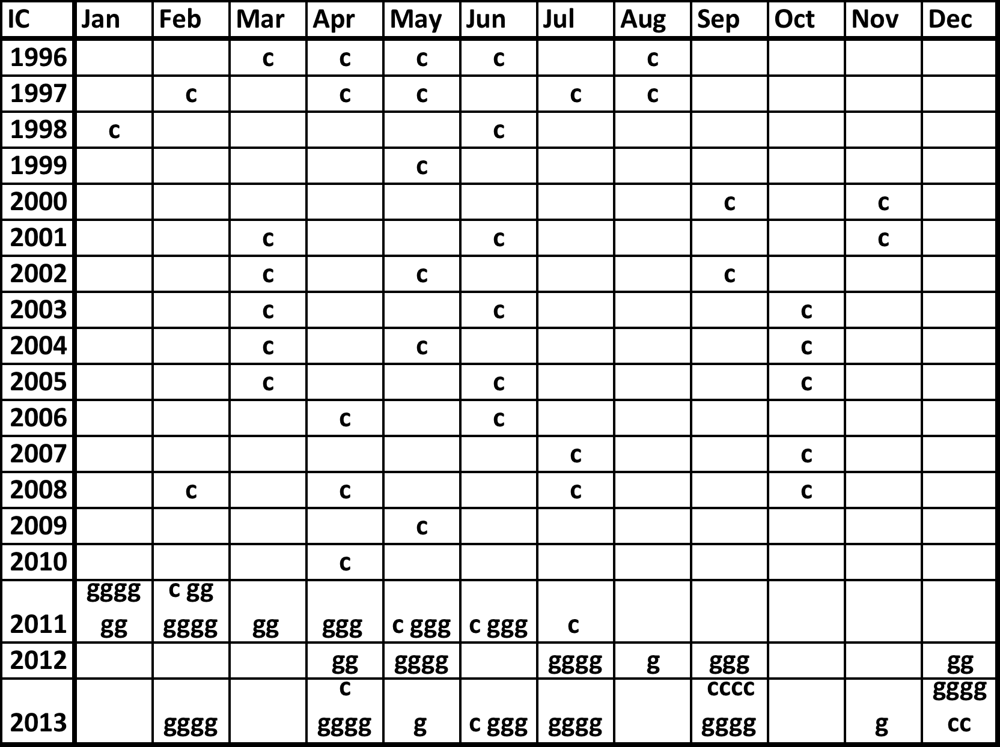 IC Jan Feb Mar Apr May Jun Jul Aug Sep Oct Nov Dec
1996 c c c c c
1997 c c c c c
1998 c c
1999 c
2000 c c
2001 c c c
2002 c c c
2003 c c c
2004 c c c
2005 c c c
2006 c c
2007 c c
2008 c c c c
2009 c
2010 c
gggg c gg
2011 gg gggg gg ggg c ggg c ggg c
2012 gg gggg gggg g ggg gg
c cccc gggg
2013 gggg gggg g c ggg gggg gggg g cc